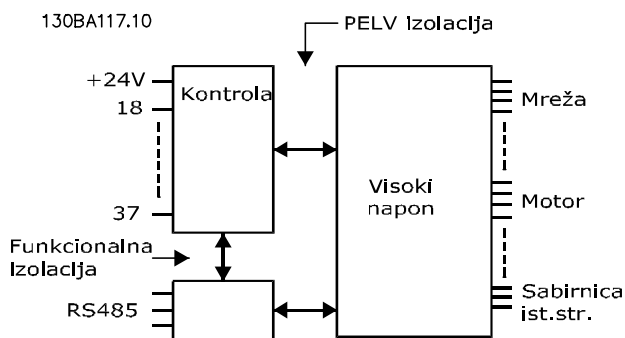 130BA117.10
PELV izolacija
+24V
18
Kontrola
Mreža
Visoki
napon
37
Motor
Funkcionalna
izolacija
RS485
Sabirnica
ist.str.